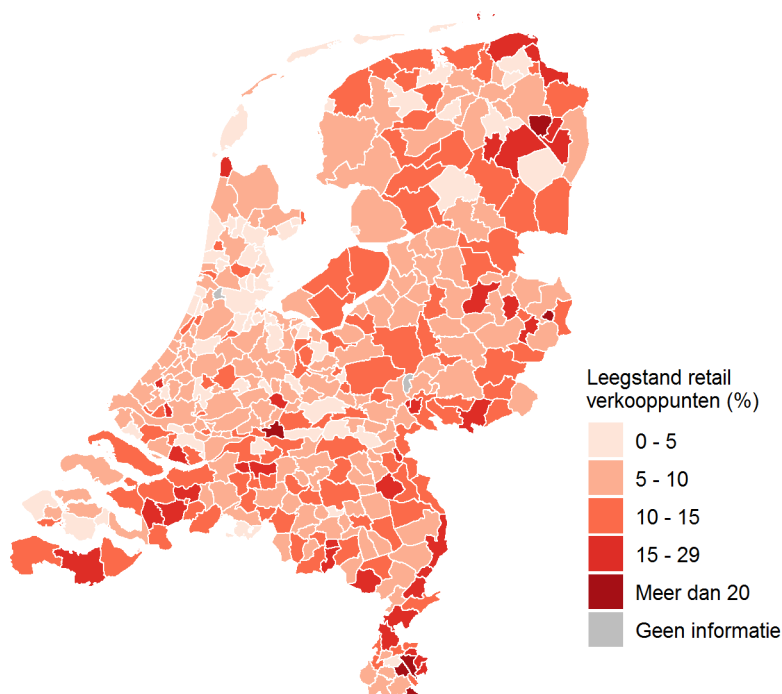 Leegstand retail
verkooppunten (%)
0 - 5
5 - 10
10 - 15
15 - 29
Meer dan 20
Geen informatie